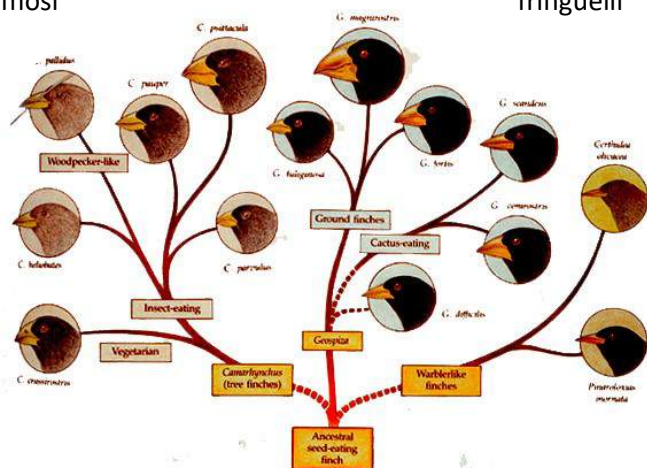 mosi
fringuelli
G. magnirostris
C. psittacula
C. pauper
pallidus
G. scandens
Woodpecker-like
G. fuliginosa
G. fortis
Certhidea
olivacea
Ground finches
G. conirostris
Cactus-eating
C. heliobates
C. parvulus
Insect-eating
G. difficilis
Geospiza
Vegetarian
C. crassirostris
Camarhynchus
(tree finches)
Warblerlike
finches
Pinaroloxias
inornata
Ancestral
seed-eating
finch